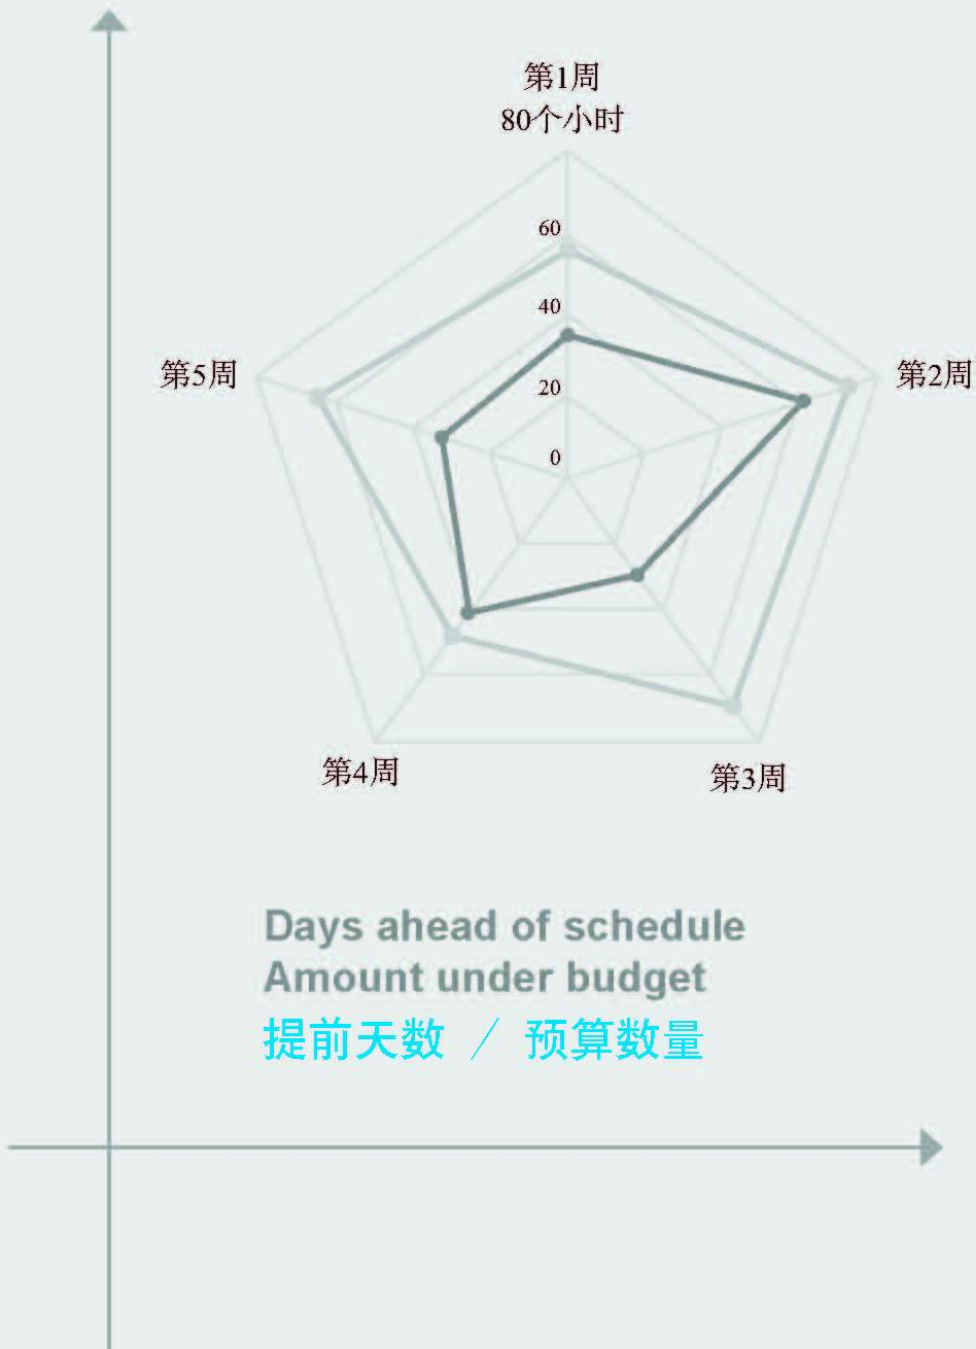 第1周
80个小时
60
40
20
0
第5周
第2周
第4周
第3周
Days ahead of schedule
Amount under budget
提前天数 / 预算数量